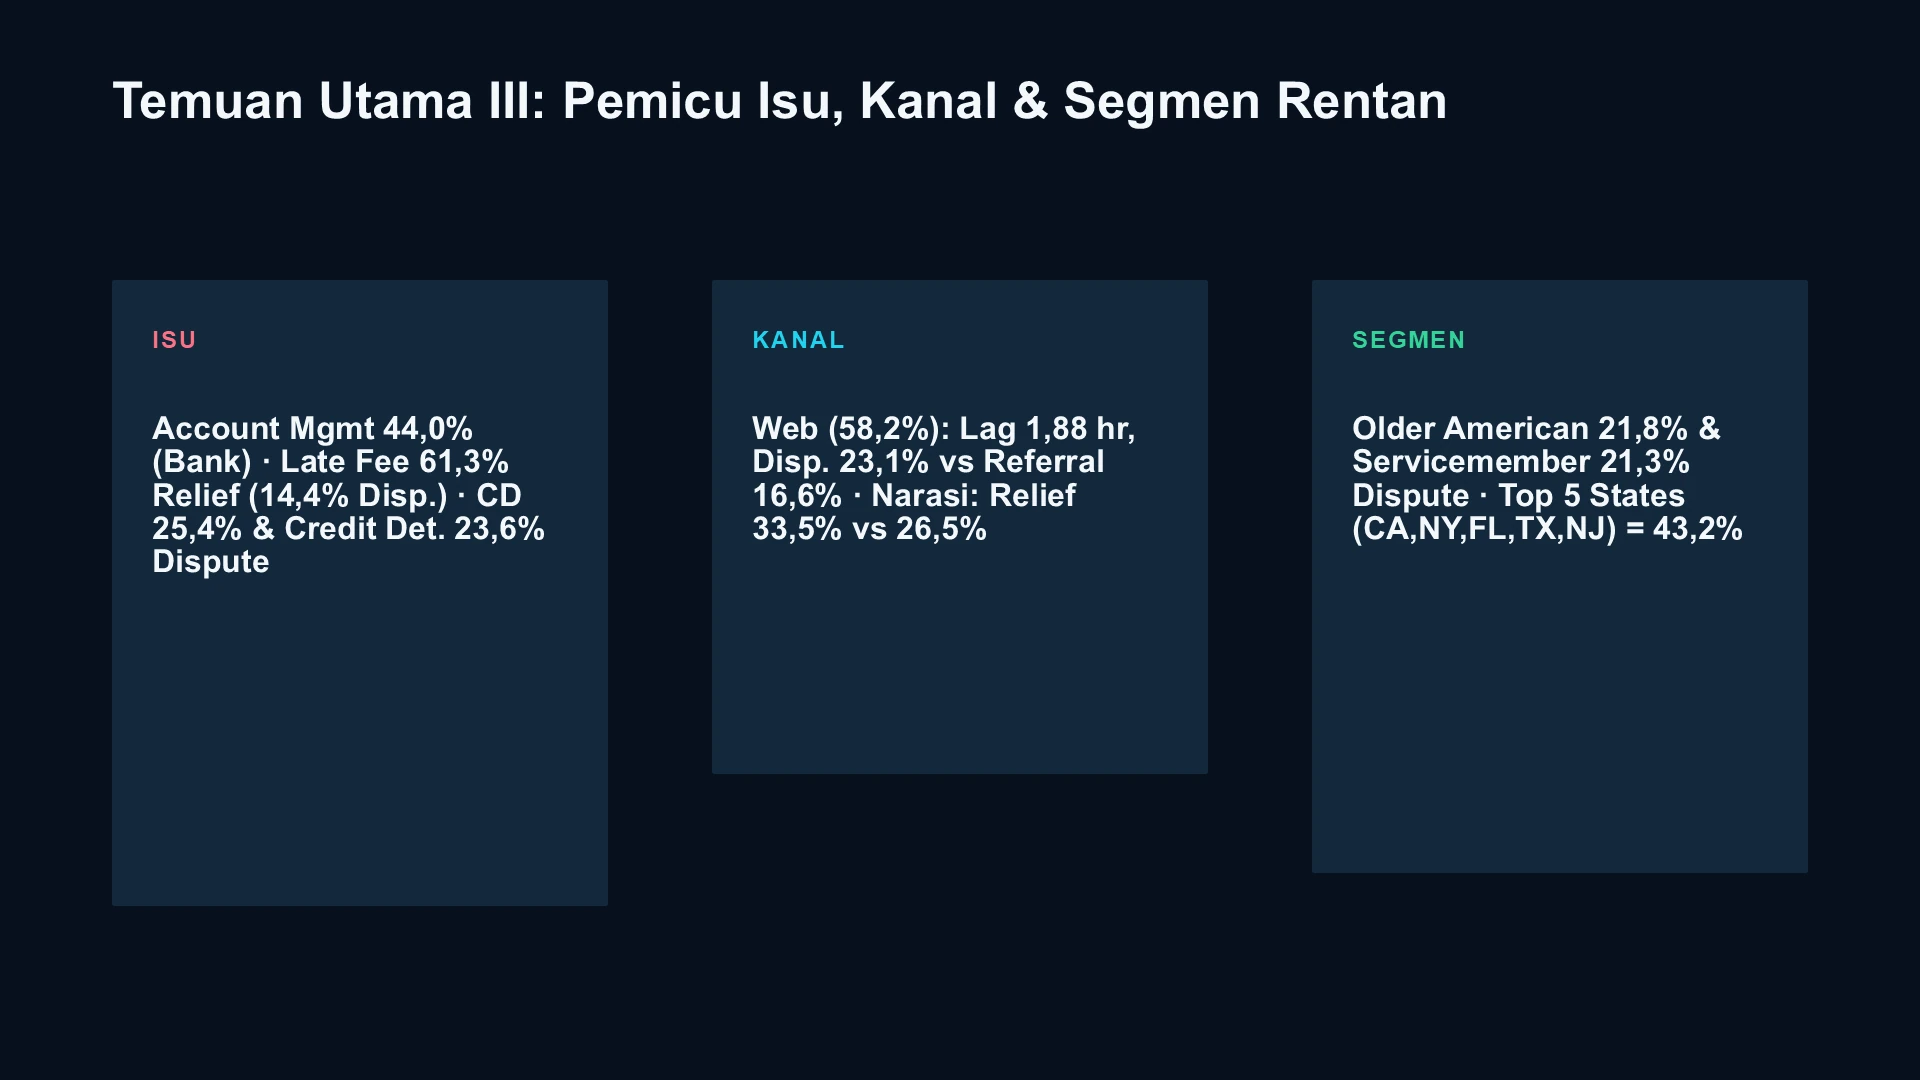 Temuan Utama III: Pemicu Isu, Kanal & Segmen Rentan
ISU
Account Mgmt 44,0%
(Bank) · Late Fee 61,3%
Relief (14,4% Disp.) · CD
25,4% & Credit Det. 23,6%
Dispute
KANAL
Web (58,2%): Lag 1,88 hr,
Disp. 23,1% vs Referral
16,6% · Narasi: Relief
33,5% vs 26,5%
SEGMEN
Older American 21,8% &
Servicemember 21,3%
Dispute · Top 5 States
(CA,NY,FL,TX,NJ) = 43,2%